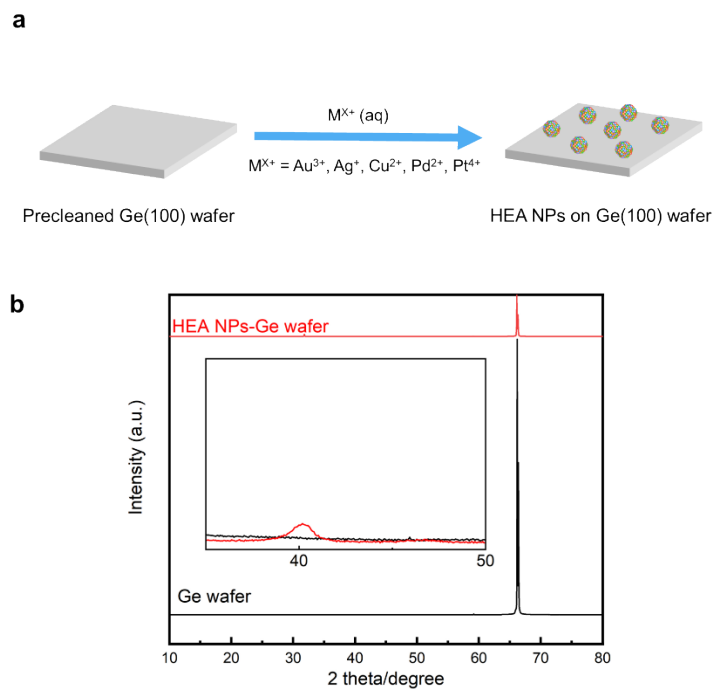 a
M^X+ (aq)
M^X+ = Au^3+, Ag^+, Cu^2+, Pd^2+, Pt^4+
Precleaned Ge(100) wafer
HEA NPs on Ge(100) wafer
b
HEA NPs-Ge wafer
Intensity (a.u.)
40 50
Ge wafer
10 20 30 40 50 60 70 80
2 theta/degree